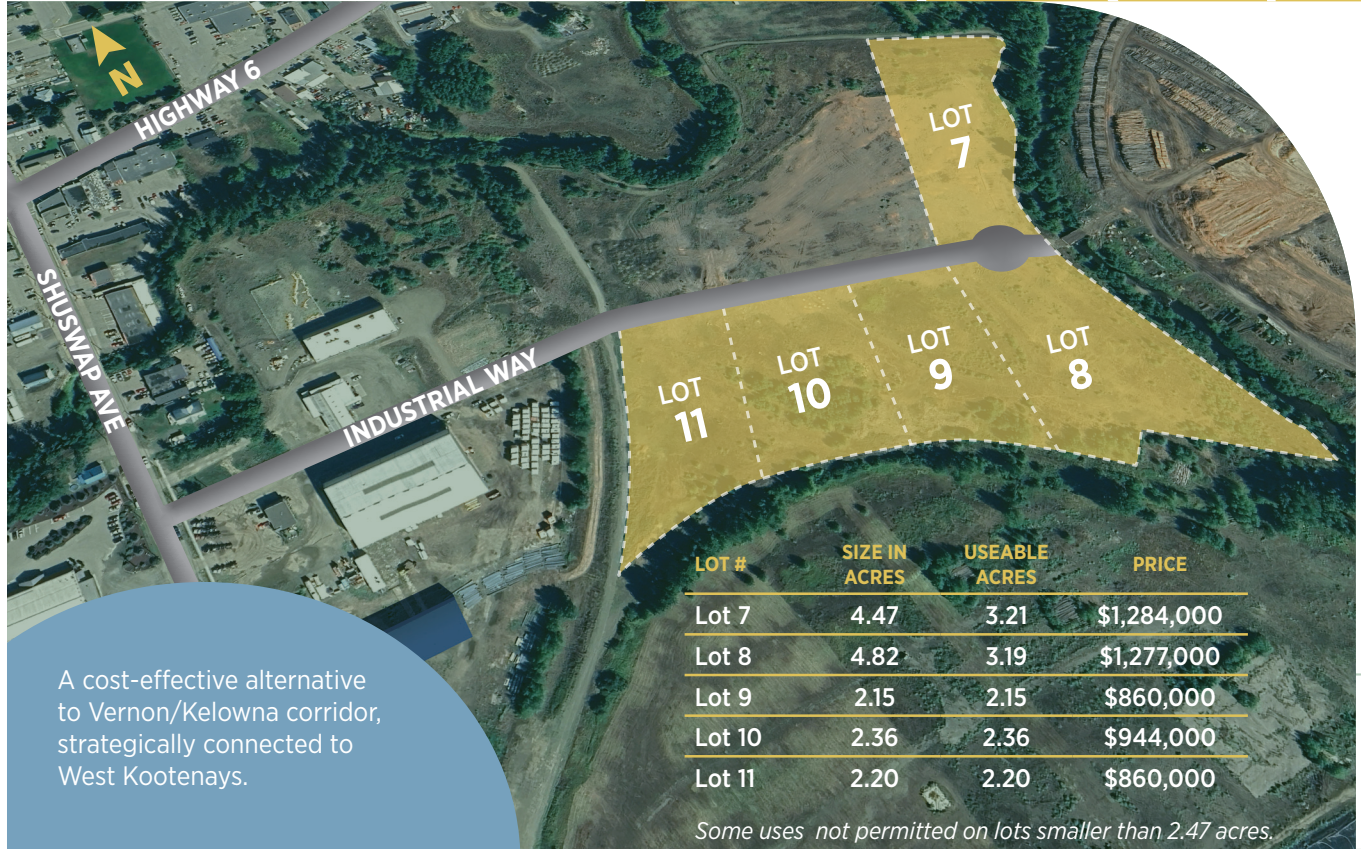 N
HIGHWAY 6
SHUSWAP AVE
INDUSTRIAL WAY
LOT
7
LOT
8
LOT
9
LOT
10
LOT
11
LOT # SIZE IN ACRES USEABLE ACRES PRICE
Lot 7 4.47 3.21 $1,284,000
Lot 8 4.82 3.19 $1,277,000
Lot 9 2.15 2.15 $860,000
Lot 10 2.36 2.36 $944,000
Lot 11 2.20 2.20 $860,000
Some uses not permitted on lots smaller than 2.47 acres.
A cost-effective alternative
to Vernon/Kelowna corridor,
strategically connected to
West Kootenays.